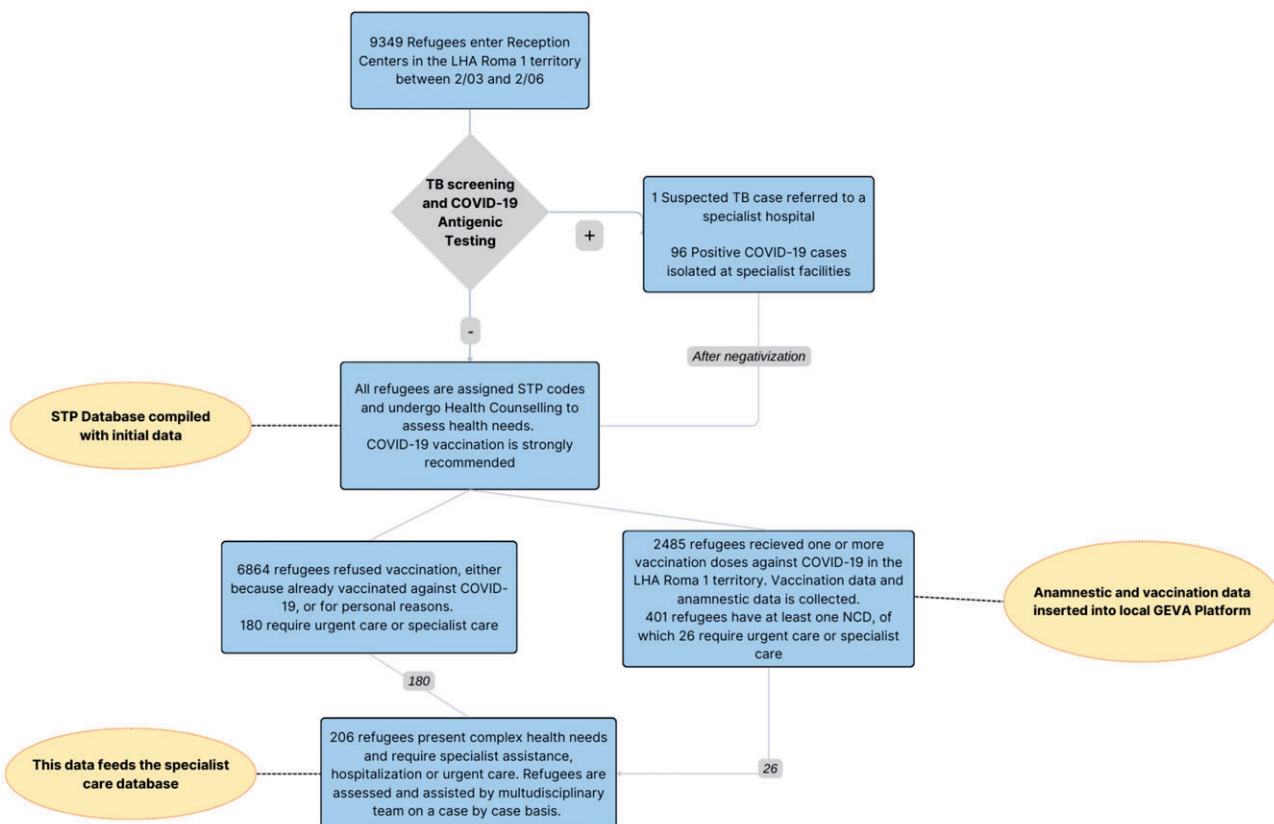 9349 Refugees enter Reception
Centers in the LHA Roma 1 territory
between 2/03 and 2/06
TB screening
and COVID-19
Antigenic
Testing
+
1 Suspected TB case referred to a
specialist hospital
96 Positive COVID-19 cases
isolated at specialist facilities
-
After negativization
All refugees are assigned STP codes
and undergo Health Counselling to
assess health needs.
COVID-19 vaccination is strongly
recommended
STP Database compiled
with initial data
6864 refugees refused vaccination, either
because already vaccinated against COVID-
19, or for personal reasons.
180 require urgent care or specialist care
2485 refugees recieved one or more
vaccination doses against COVID-19 in the
LHA Roma 1 territory. Vaccination data and
anamnestic data is collected.
401 refugees have at least one NCD, of
which 26 require urgent care or specialist
care
Anamnestic and vaccination data
inserted into local GEVA Platform
180
26
206 refugees present complex health needs
and require specialist assistance,
hospitalization or urgent care. Refugees are
assessed and assisted by multudisciplinary
team on a case by case basis.
This data feeds the specialist
care database